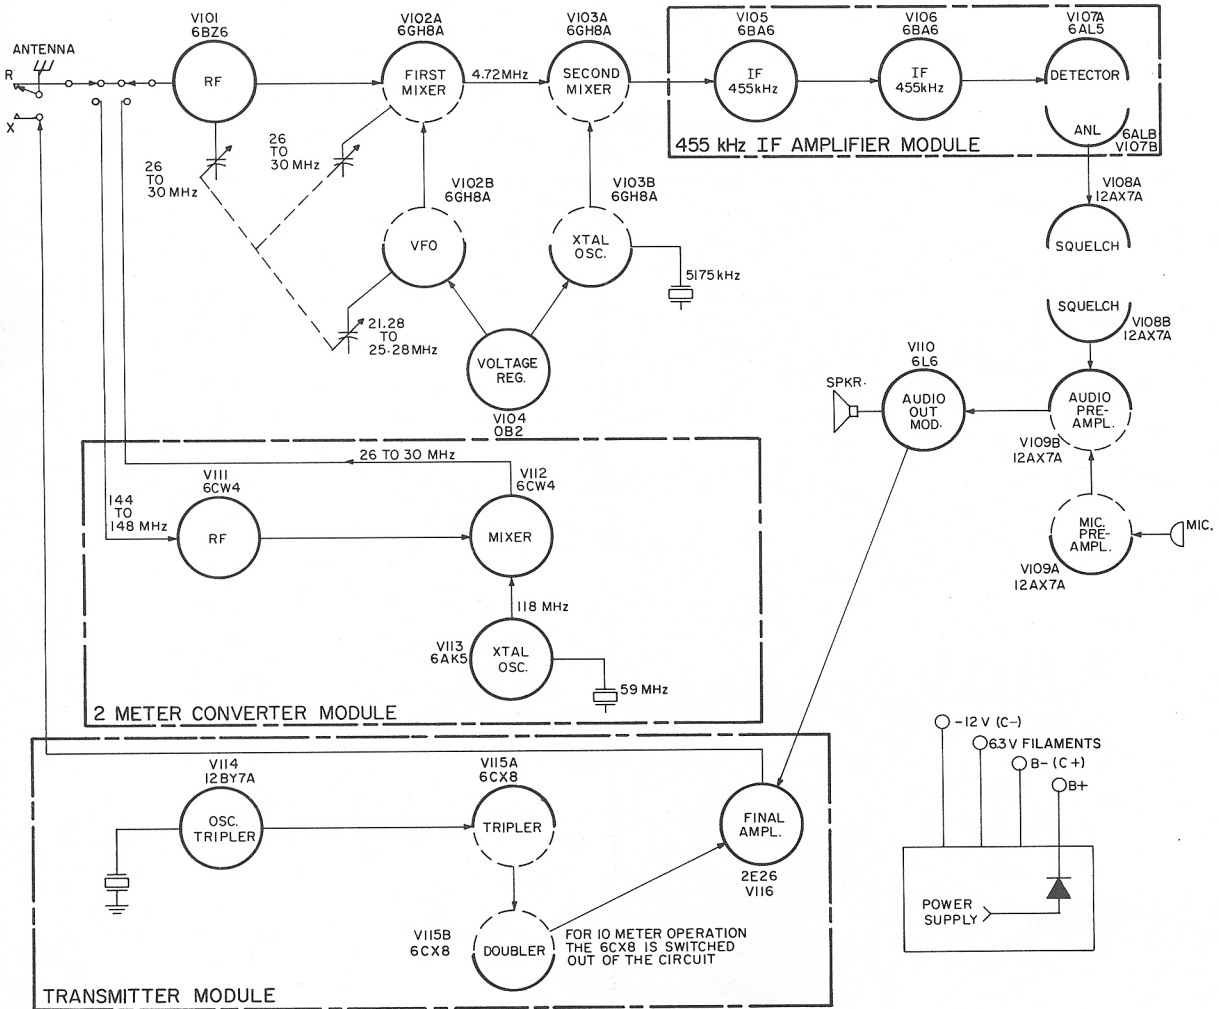 V101
6BZ6
V102A
6GH8A
V103A
6GH8A
V105
6BA6
V106
6BA6
V107A
6AL5
ANTENNA
R
X
RF
FIRST
MIXER
4.72MHz
SECOND
MIXER
IF
455kHz
IF
455kHz
DETECTOR
ANL
6ALB
V107B
455 kHz IF AMPLIFIER MODULE
26
TO
30 MHz
26
TO
30 MHz
V102B
6GH8A
V103B
6GH8A
V108A
12AX7A
VFO
XTAL
OSC.
SQUELCH
5175kHz
21.28
TO
25.28MHz
SQUELCH
V108B
12AX7A
VOLTAGE
REG.
V104
OB2
V110
6L6
SPKR.
AUDIO
OUT
MOD.
AUDIO
PRE-
AMPL.
V109B
12AX7A
26 TO 30 MHz
V111
6CW4
V112
6CW4
144
TO
148 MHz
RF
MIXER
MIC.
PRE-
AMPL.
MIC.
V109A
12AX7A
118 MHz
V113
6AK5
XTAL
OSC.
59 MHz
2 METER CONVERTER MODULE
V114
12BY7A
V115A
6CX8
OSC.
TRIPLER
TRIPLER
FINAL
AMPL.
2E26
V116
V115B
6CX8
DOUBLER
FOR 10 METER OPERATION
THE 6CX8 IS SWITCHED
OUT OF THE CIRCUIT
TRANSMITTER MODULE
-12 V (C-)
6.3 V FILAMENTS
B- (C+)
B+
POWER
SUPPLY